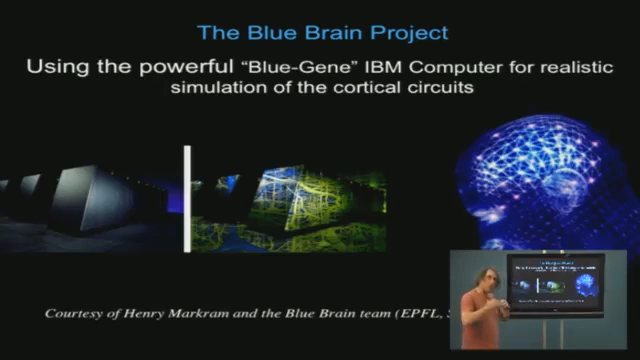 The Blue Brain Project
Using the powerful “Blue-Gene” IBM Computer for realistic
simulation of the cortical circuits
Courtesy of Henry Markram and the Blue Brain team (EPFL,